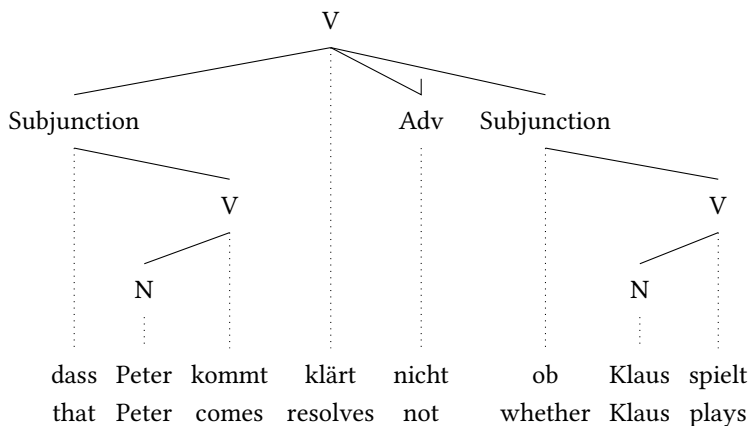 V
Subjunction Adv Subjunction
V V
N N
dass Peter kommt klärt nicht ob Klaus spielt
that Peter comes resolves not whether Klaus plays